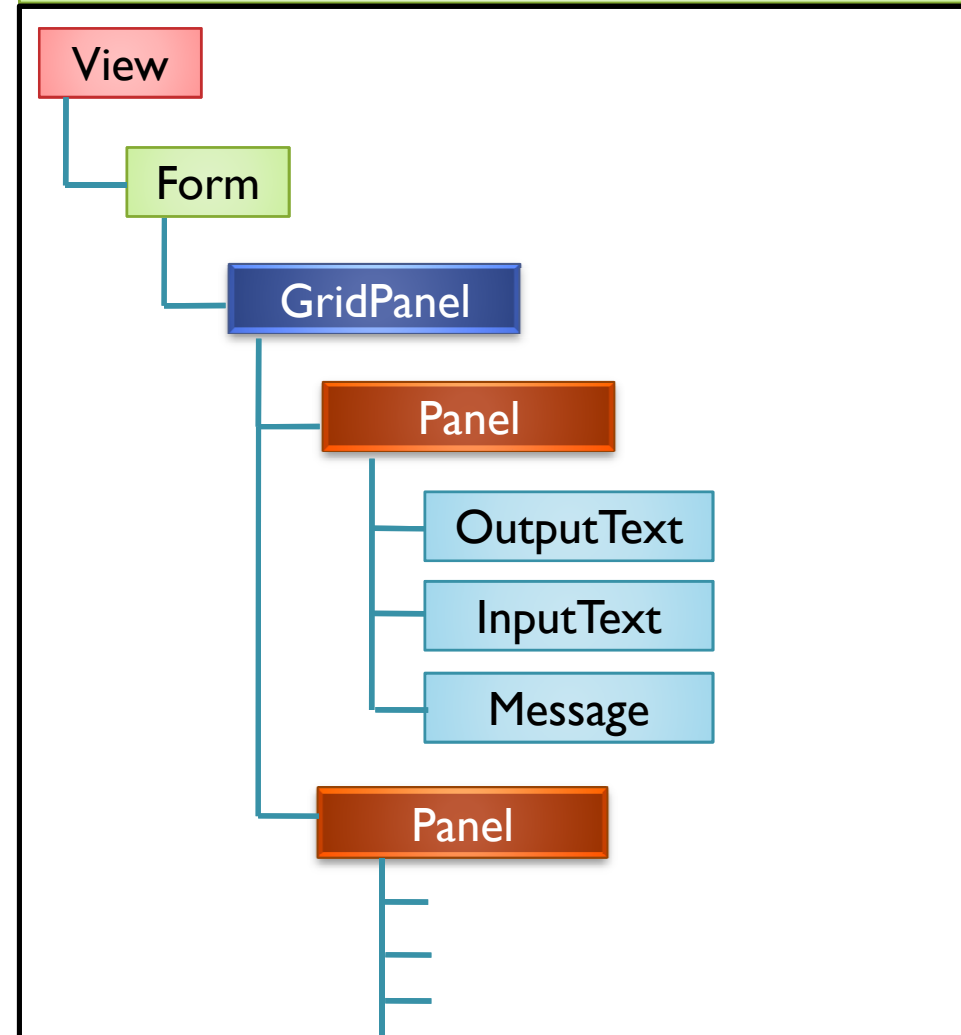 View
Form
GridPanel
Panel
OutputText
InputText
Message
Panel